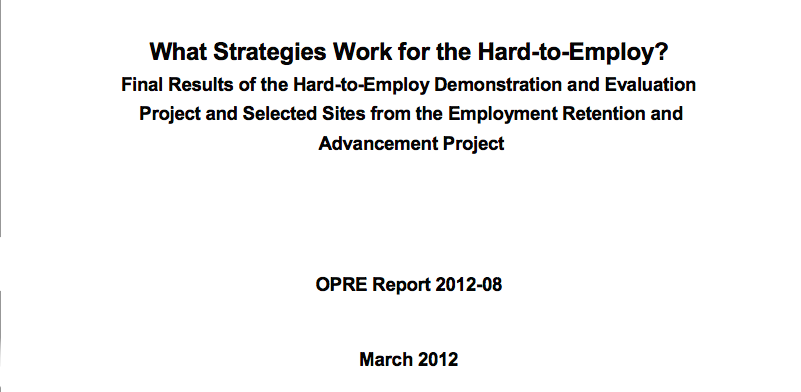 What Strategies Work for the Hard-to-Employ?
Final Results of the Hard-to-Employ Demonstration and Evaluation
Project and Selected Sites from the Employment Retention and
Advancement Project
OPRE Report 2012-08
March 2012